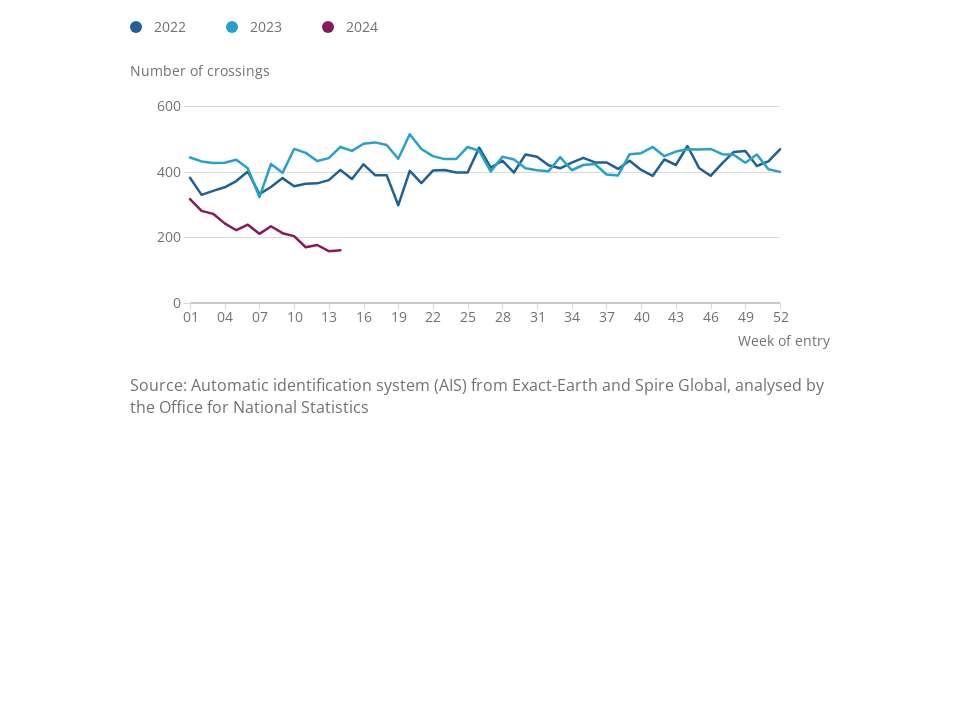 2022 2023 2024
Number of crossings
600
400
200
0
01 04 07 10 13 16 19 22 25 28 31 34 37 40 43 46 49 52
Week of entry
Source: Automatic identification system (AIS) from Exact-Earth and Spire Global, analysed by
the Office for National Statistics